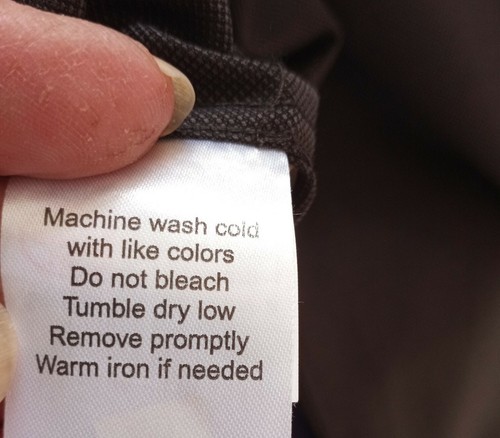 Machine wash cold
with like colors
Do not bleach
Tumble dry low
Remove promptly
Warm iron if needed